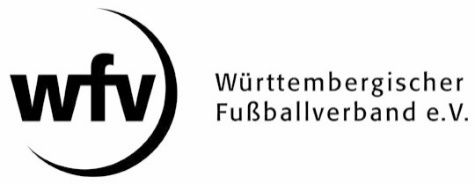 wfv
Württembergischer
Fußballverband e.V.